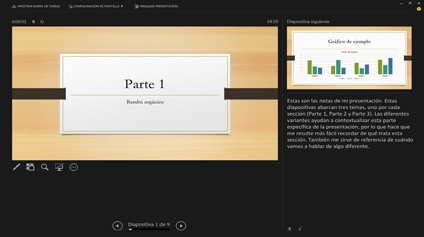 MOSTRAR BARRA DE TAREAS
CONFIGURACIÓN DE PANTALLA
FINALIZAR PRESENTACIÓN
0:00:01
14:59
Diapositiva siguiente
Parte 1
Bambú orgánico
Gráfico de ejemplo
Estas son las notas de mi presentación. Estas
diapositivas abarcan tres temas, uno por cada
sección (Parte 1, Parte 2 y Parte 3). Las diferentes
variantes ayudan a contextualizar esta parte
específica de la presentación, por lo que hace que
me resulte más fácil recordar de qué trata esta
sección. También me sirve de referencia de cuándo
vamos a hablar de algo diferente.
Diapositiva 1 de 9